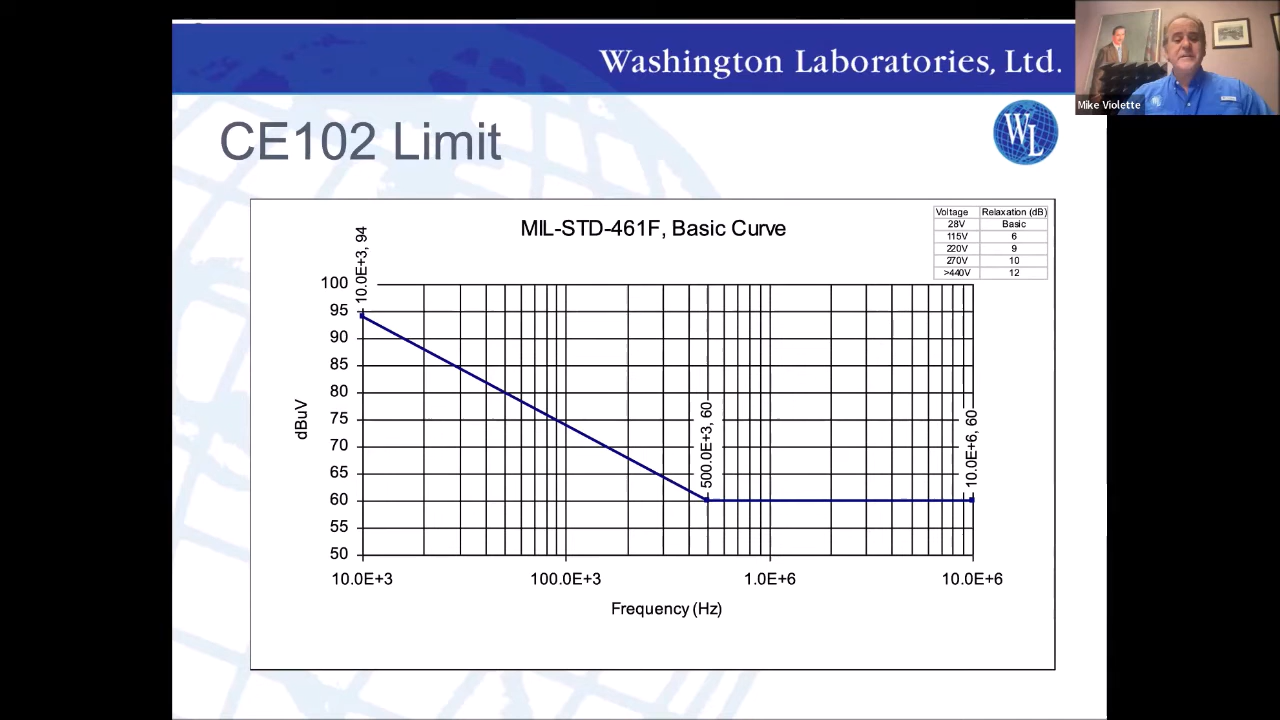 Washington Laboratories, Ltd.
Mike Violette
CE102 Limit
WL
MIL-STD-461F, Basic Curve
Voltage Relaxation (dB)
28V Basic
115V 6
220V 9
270V 10
>440V 12
10.0E+3, 94
500.0E+3, 60
10.0E+6, 60
dBuV
100
95
90
85
80
75
70
65
60
55
50
10.0E+3 100.0E+3 1.0E+6 10.0E+6
Frequency (Hz)